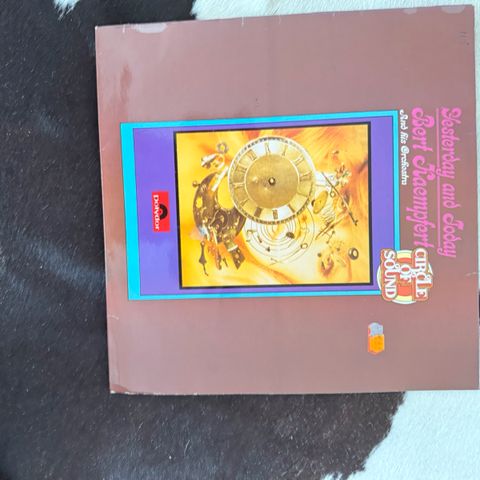 Yesterday and Today
Bert Kaempfert
And his Orchestra
CIRCLE
OF
SOUND
polydor